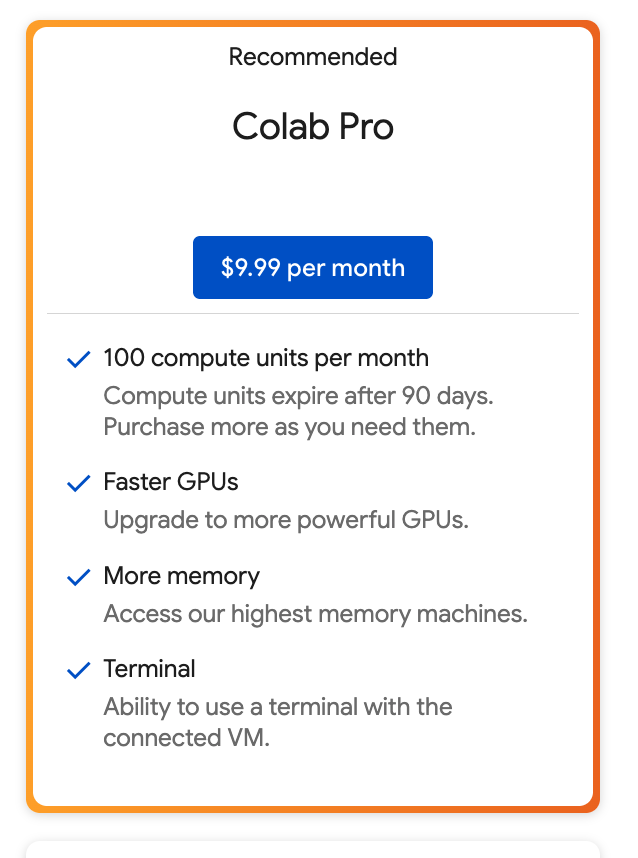 Recommended
Colab Pro
$9.99 per month
100 compute units per month
Compute units expire after 90 days.
Purchase more as you need them.
Faster GPUs
Upgrade to more powerful GPUs.
More memory
Access our highest memory machines.
Terminal
Ability to use a terminal with the
connected VM.